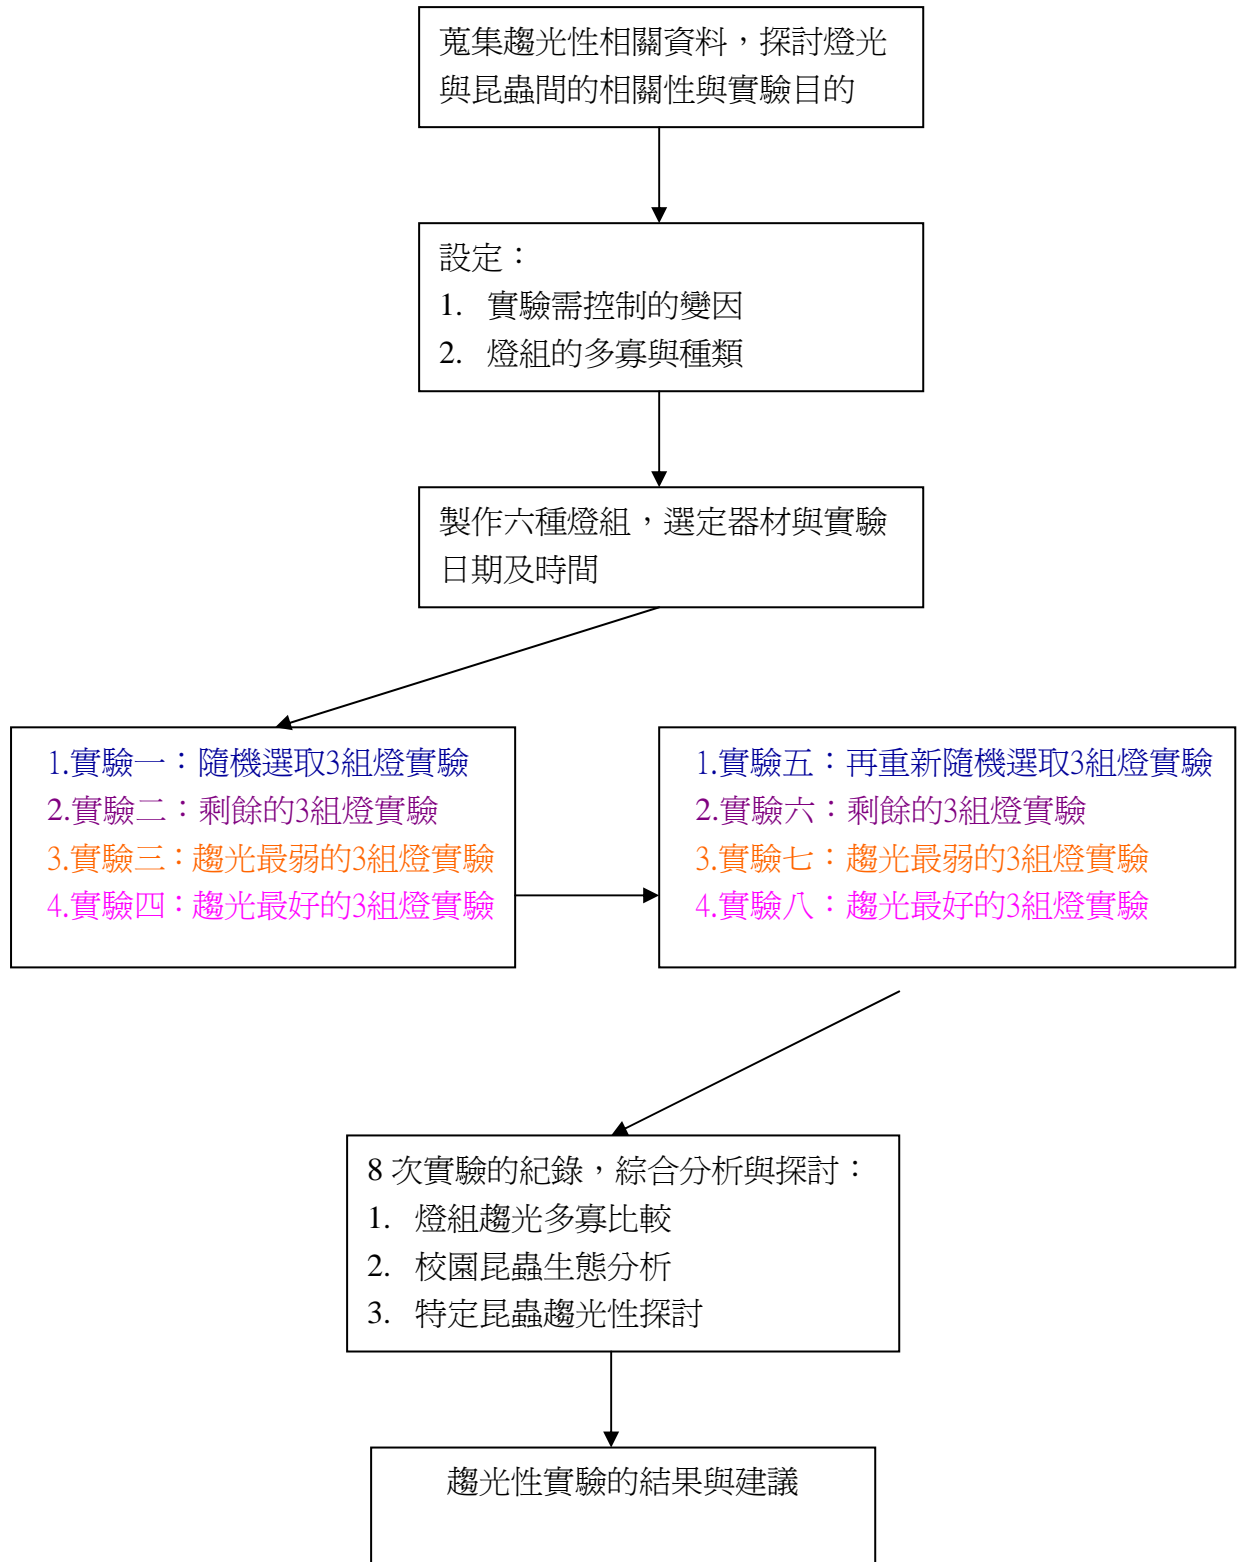 蒐集趨光性相關資料，探討燈光
與昆蟲間的相關性與實驗目的
設定：
1. 實驗需控制的變因
2. 燈組的多寡與種類
製作六種燈組，選定器材與實驗
日期及時間
1.實驗一：隨機選取3組燈實驗
2.實驗二：剩餘的3組燈實驗
3.實驗三：趨光最弱的3組燈實驗
4.實驗四：趨光最好的3組燈實驗
1.實驗五：再重新隨機選取3組燈實驗
2.實驗六：剩餘的3組燈實驗
3.實驗七：趨光最弱的3組燈實驗
4.實驗八：趨光最好的3組燈實驗
8 次實驗的紀錄，綜合分析與探討：
1. 燈組趨光多寡比較
2. 校園昆蟲生態分析
3. 特定昆蟲趨光性探討
趨光性實驗的結果與建議